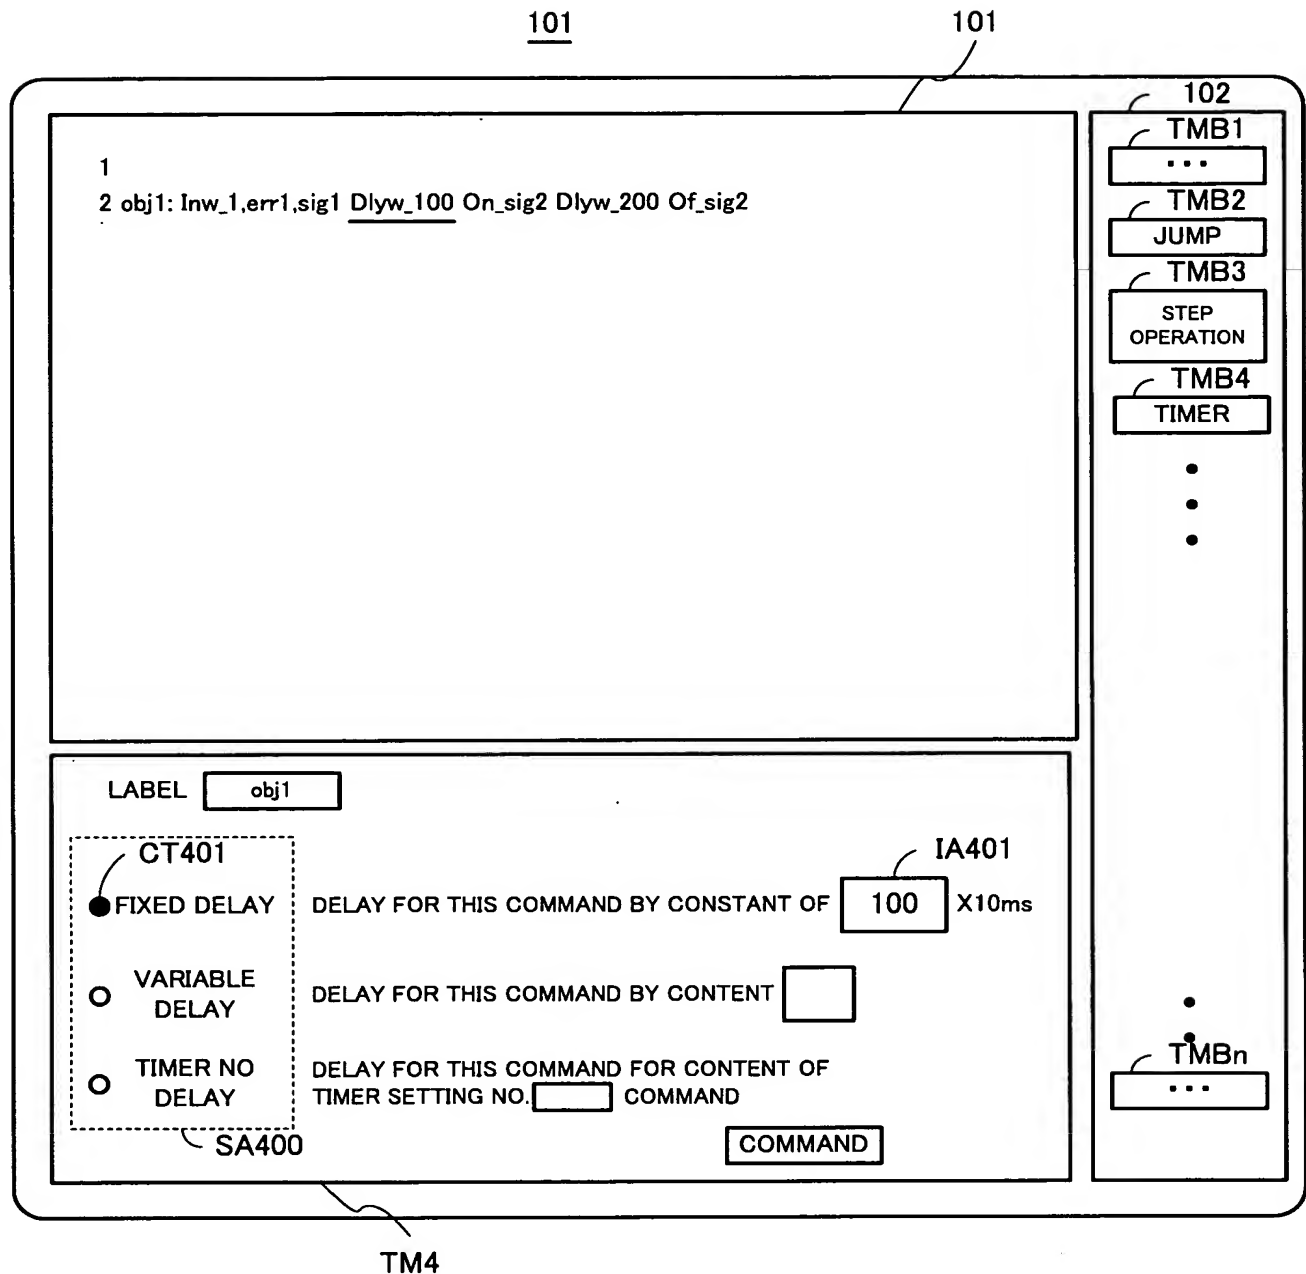 101
101
102
TMB1
...
TMB2
JUMP
TMB3
STEP
OPERATION
TMB4
TIMER
TMBn
...
1
2 obj1: Inw_1,err1,sig1 Dlyw_100 On_sig2 Dlyw_200 Of_sig2
LABEL obj1
CT401
IA401
FIXED DELAY DELAY FOR THIS COMMAND BY CONSTANT OF 100 X10ms
VARIABLE
DELAY
DELAY FOR THIS COMMAND BY CONTENT
TIMER NO
DELAY
DELAY FOR THIS COMMAND FOR CONTENT OF
TIMER SETTING NO. COMMAND
SA400
COMMAND
TM4